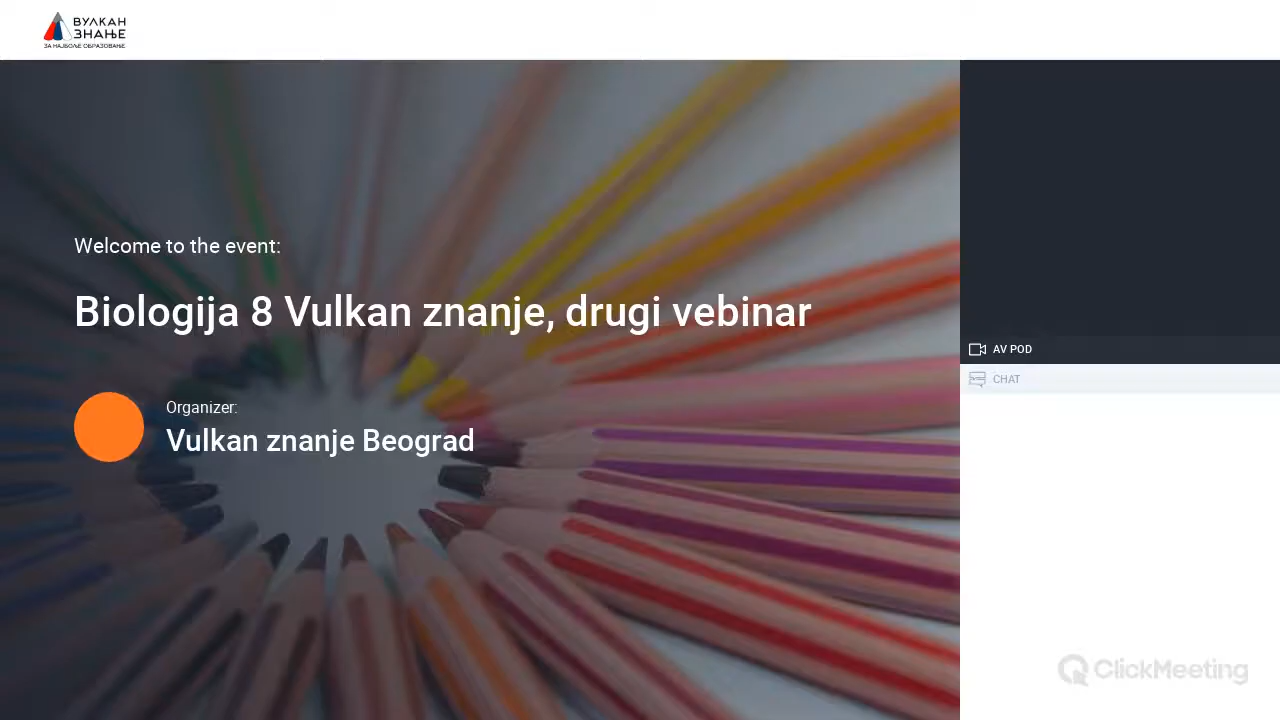 ВУЛКАН
ЗНАЊЕ
ЗА НАЈБОЉЕ ОБРАЗОВАЊЕ
Welcome to the event:
Biologija 8 Vulkan znanje, drugi vebinar
Organizer:
Vulkan znanje Beograd
AV POD
CHAT
ClickMeeting